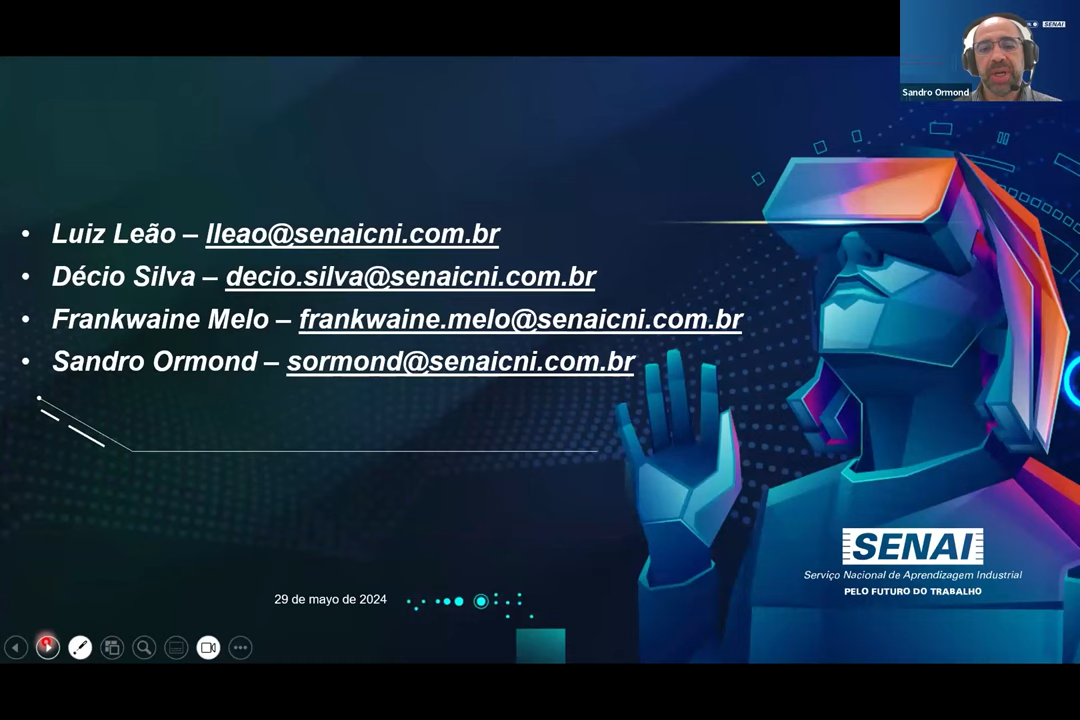 SENAI
Sandro Ormond
• Luiz Leão – lleao@senaicni.com.br
• Décio Silva – decio.silva@senaicni.com.br
• Frankwaine Melo – frankwaine.melo@senaicni.com.br
• Sandro Ormond – sormond@senaicni.com.br
SENAI
Serviço Nacional de Aprendizagem Industrial
PELO FUTURO DO TRABALHO
29 de mayo de 2024